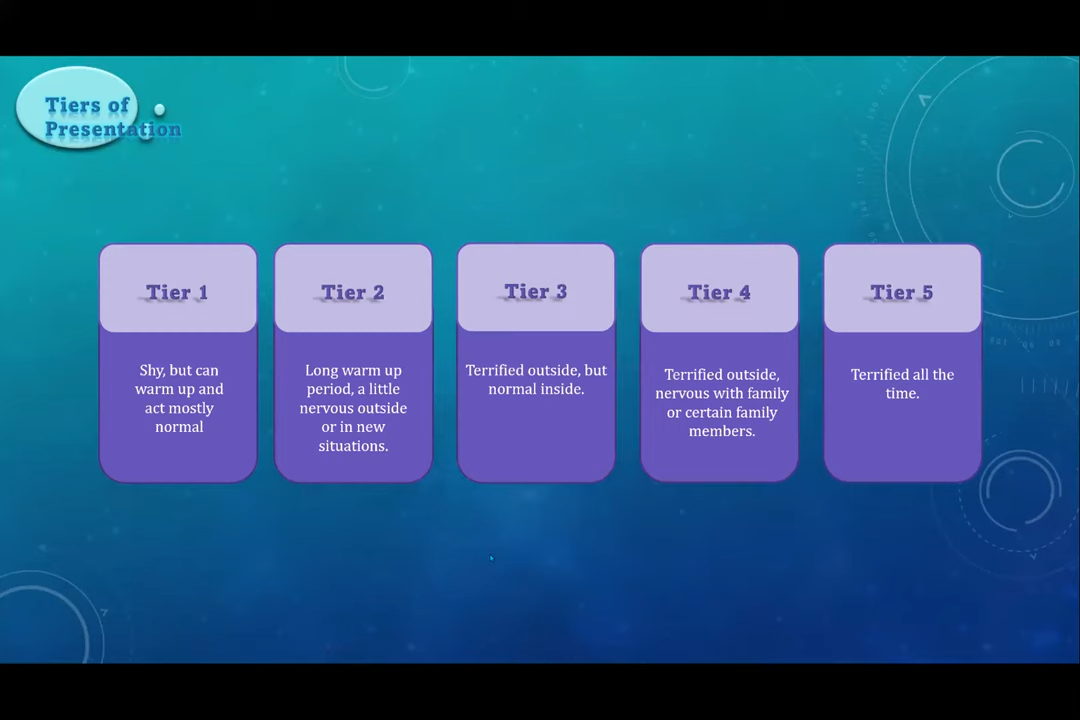 Tiers of
Presentation
Tier 1
Shy, but can
warm up and
act mostly
normal
Tier 2
Long warm up
period, a little
nervous outside
or in new
situations.
Tier 3
Terrified outside, but
normal inside.
Tier 4
Terrified outside,
nervous with family
or certain family
members.
Tier 5
Terrified all the
time.